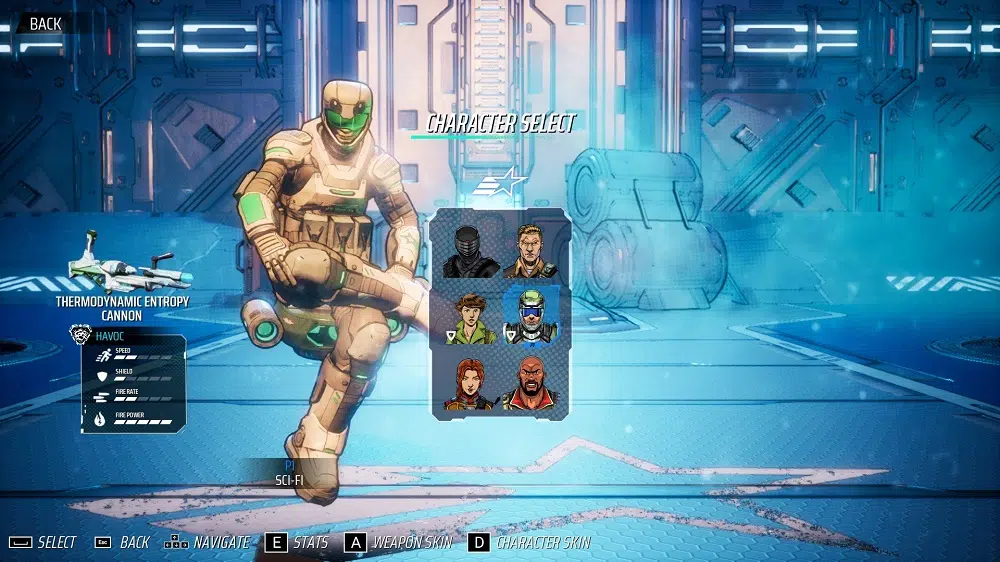 BACK
CHARACTER SELECT
THERMODYNAMIC ENTROPY
CANNON
HAVOC
SPEED
SHIELD
FIRE RATE
FIRE POWER
P1
SCI-FI
SELECT
Esc BACK
NAVIGATE
E STATS
A WEAPON SKIN
D CHARACTER SKIN